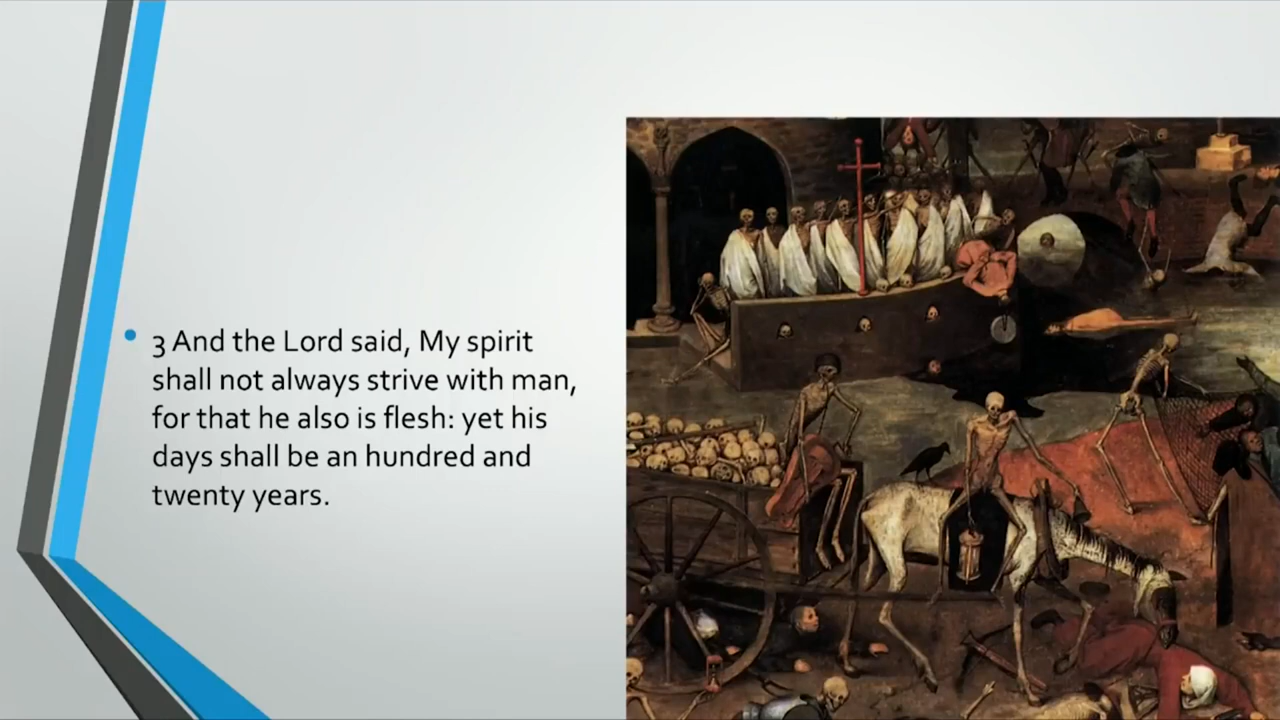 3 And the Lord said, My spirit
shall not always strive with man,
for that he also is flesh: yet his
days shall be an hundred and
twenty years.